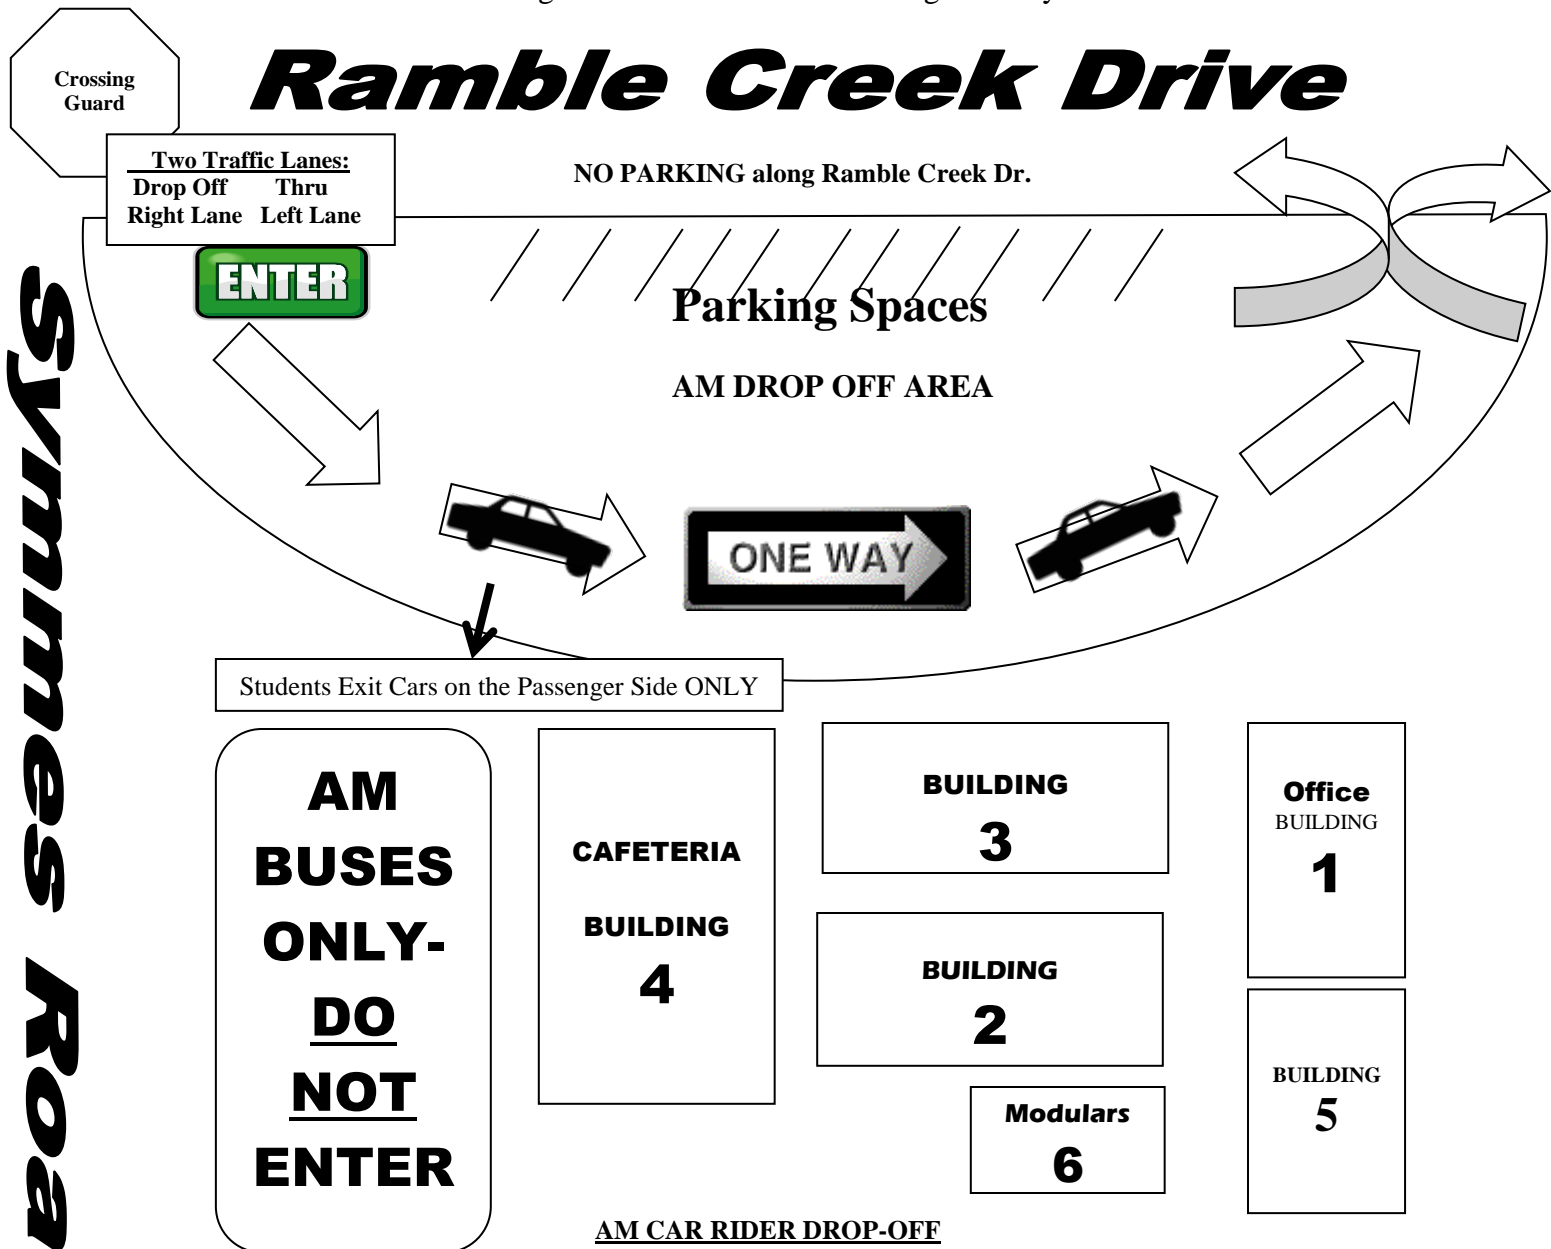 Crossing
Guard
Ramble Creek Drive
Two Traffic Lanes:
Drop Off Thru
Right Lane Left Lane
NO PARKING along Ramble Creek Dr.
ENTER
Parking Spaces
AM DROP OFF AREA
ONE WAY
Students Exit Cars on the Passenger Side ONLY
Symmes Roa
AM
BUSES
ONLY-
DO
NOT
ENTER
CAFETERIA
BUILDING
4
BUILDING
3
BUILDING
2
Modulars
6
Office
BUILDING
1
BUILDING
5
AM CAR RIDER DROP-OFF